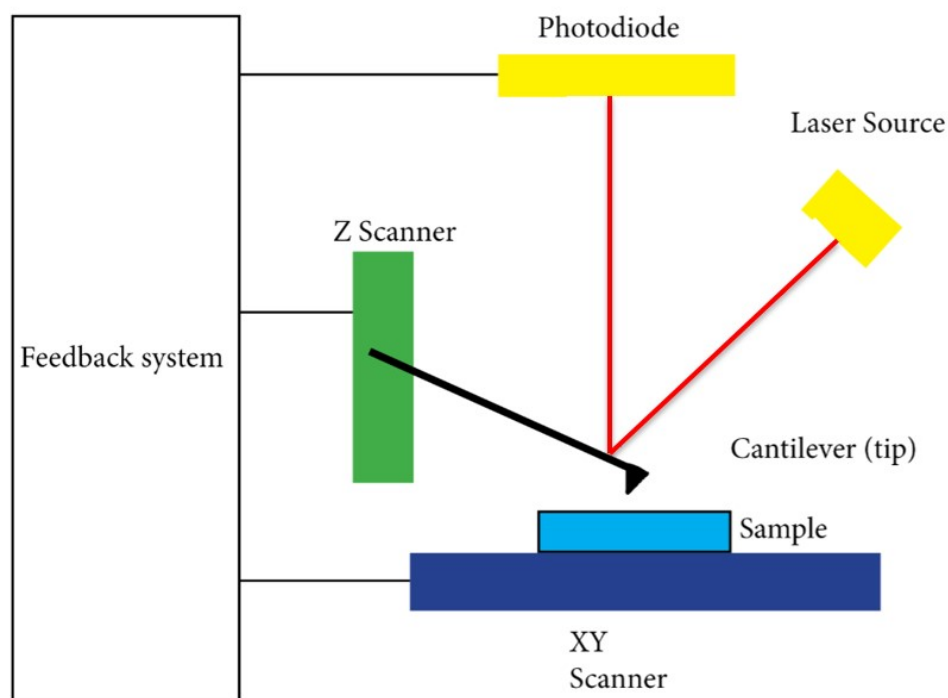 Photodiode
Laser Source
Z Scanner
Feedback system
Cantilever (tip)
Sample
XY
Scanner